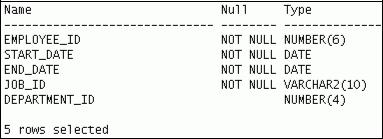 Name                           Null     Type
------------------------------ -------- ------------
EMPLOYEE_ID                    NOT NULL NUMBER(6)
START_DATE                     NOT NULL DATE
END_DATE                       NOT NULL DATE
JOB_ID                         NOT NULL VARCHAR2(10)
DEPARTMENT_ID                           NUMBER(4)
5 rows selected